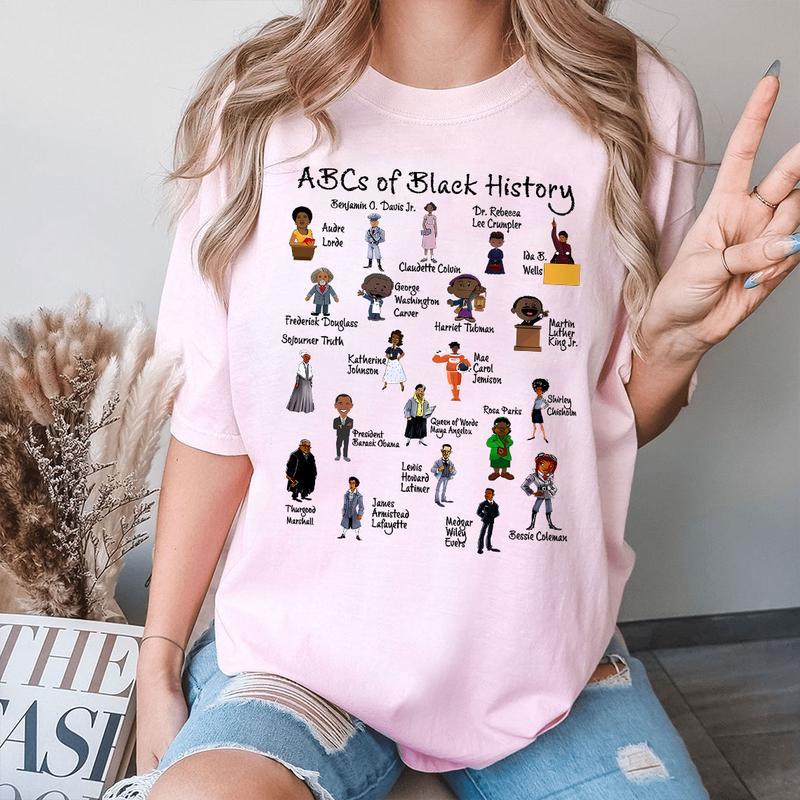 ABCs of Black History
Benjamin O. Davis Jr.
Audre
Lorde
Claudette Colvin
Dr. Rebecca
Lee Crumpler
Ida B.
Wells
Frederick Douglass
George
Washington
Carver
Harriet Tubman
Martin
Luther
King Jr.
Sojourner Truth
Katherine
Johnson
Mae
Carol
Jemison
Shirley
Chisholm
President
Barack Obama
Queen of Words
Maya Angelou
Rosa Parks
Thurgood
Marshall
Lewis
Howard
Latimer
James
Armistead
Lafayette
Medgar
Wiley
Evers
Bessie Coleman
THE